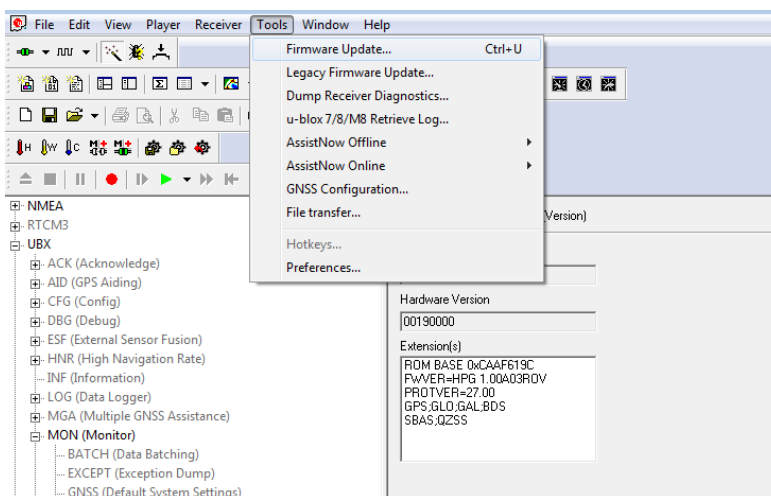 File Edit View Player Receiver Tools Window Help
Firmware Update... Ctrl+U
Legacy Firmware Update...
Dump Receiver Diagnostics...
u-blox 7/8/M8 Retrieve Log...
AssistNow Offline
AssistNow Online
GNSS Configuration...
File transfer...
Hotkeys...
Preferences...
H W C
NMEA
RTCM3
UBX
ACK (Acknowledge)
AID (GPS Aiding)
CFG (Config)
DBG (Debug)
ESF (External Sensor Fusion)
HNR (High Navigation Rate)
INF (Information)
LOG (Data Logger)
MGA (Multiple GNSS Assistance)
MON (Monitor)
BATCH (Data Batching)
EXCEPT (Exception Dump)
GNSS (Default System Settings)
Version)
Hardware Version
00190000
Extension(s)
ROM BASE 0xCAAF619C
FWVER=HPG 1.00A03ROV
PROTVER=27.00
GPS;GLO;GAL;BDS
SBAS;QZSS